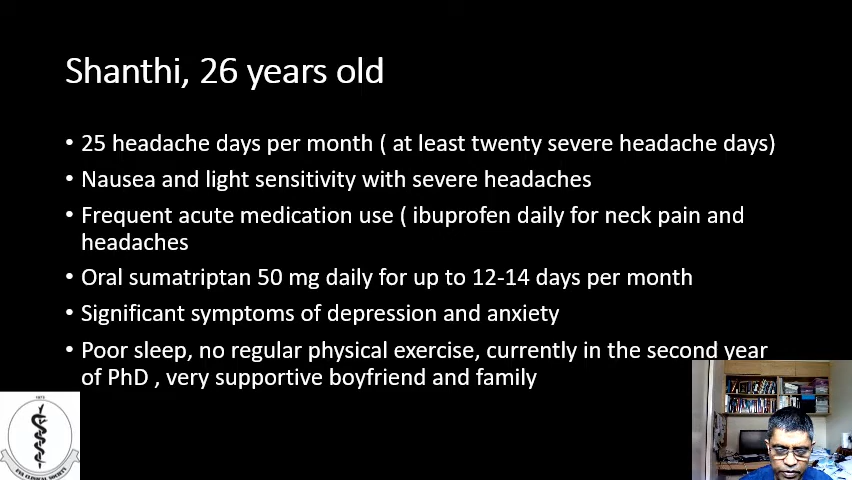 Shanthi, 26 years old
• 25 headache days per month ( at least twenty severe headache days)
• Nausea and light sensitivity with severe headaches
• Frequent acute medication use ( ibuprofen daily for neck pain and
headaches
• Oral sumatriptan 50 mg daily for up to 12-14 days per month
• Significant symptoms of depression and anxiety
• Poor sleep, no regular physical exercise, currently in the second year
of PhD , very supportive boyfriend and family